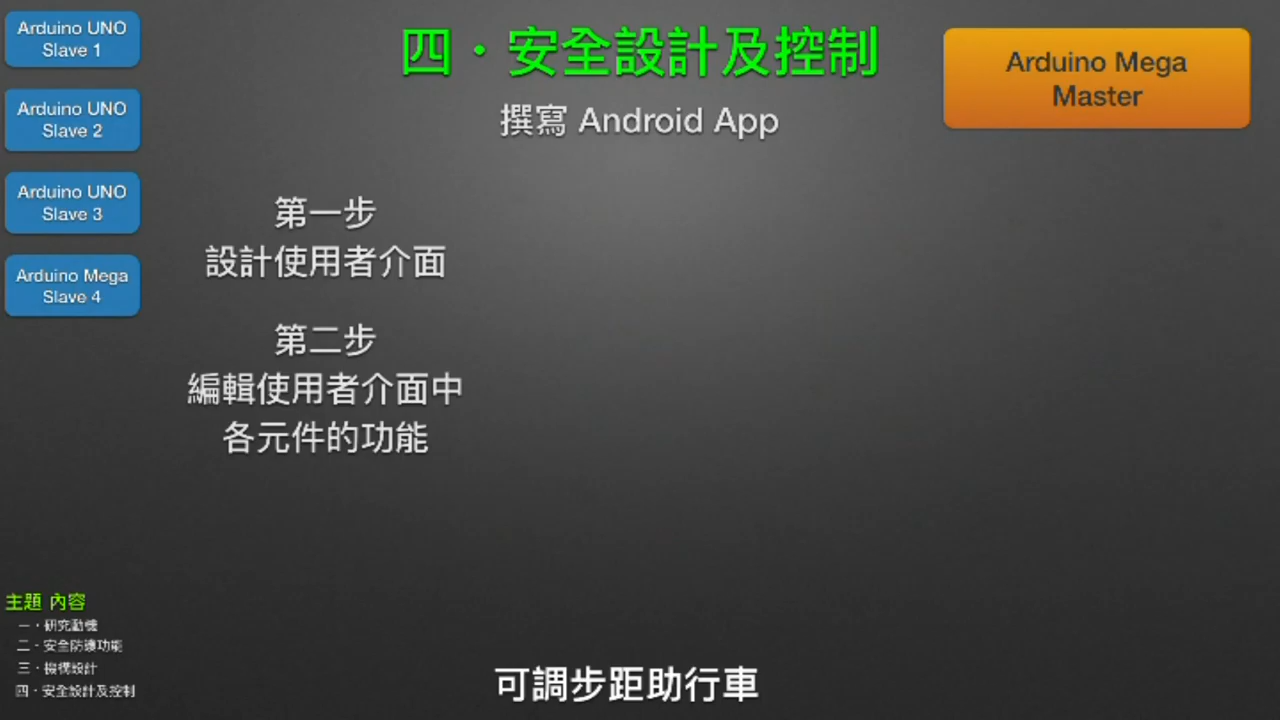 Arduino UNO
Slave 1
Arduino UNO
Slave 2
Arduino UNO
Slave 3
Arduino Mega
Slave 4
四・安全設計及控制
撰寫 Android App
Arduino Mega
Master
第一步
設計使用者介面
第二步
編輯使用者介面中
各元件的功能
主題 內容
一・研究動機
二・安全防護功能
三・機構設計
四・安全設計及控制
可調步距助行車